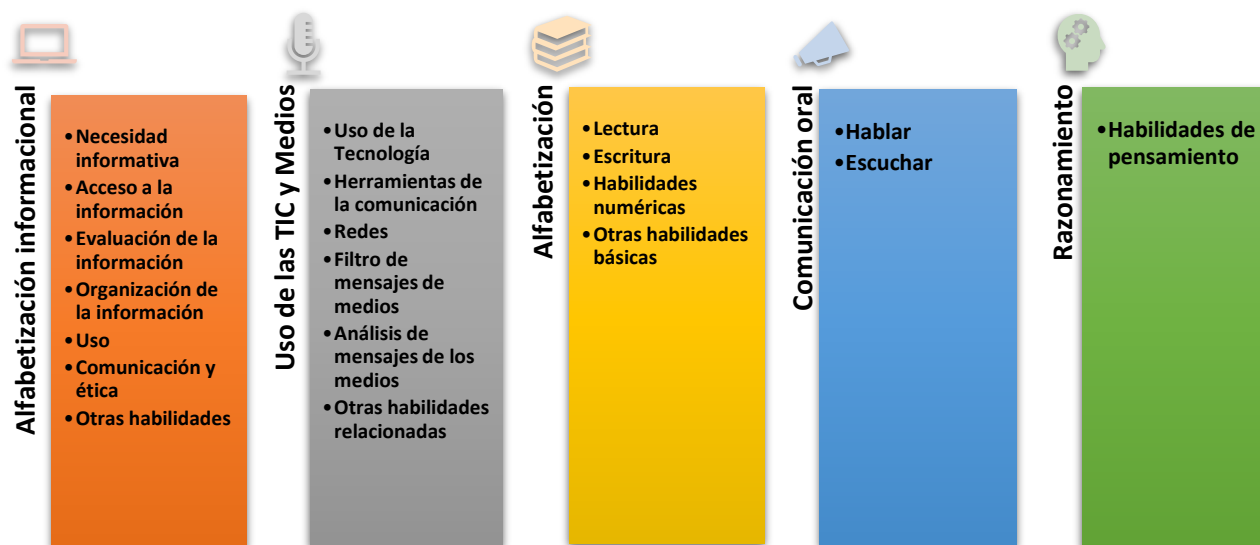 Alfabetización informacional
•Necesidad
informativa
•Acceso a la
información
•Evaluación de la
información
•Organización de
la información
•Uso
•Comunicación y
ética
•Otras habilidades
Uso de las TIC y Medios
•Uso de la
Tecnología
•Herramientas de
la comunicación
•Redes
•Filtro de
mensajes de
medios
•Análisis de
mensajes de los
medios
•Otras habilidades
relacionadas
Alfabetización
•Lectura
•Escritura
•Habilidades
numéricas
•Otras habilidades
básicas
Comunicación oral
•Hablar
•Escuchar
Razonamiento
•Habilidades de
pensamiento